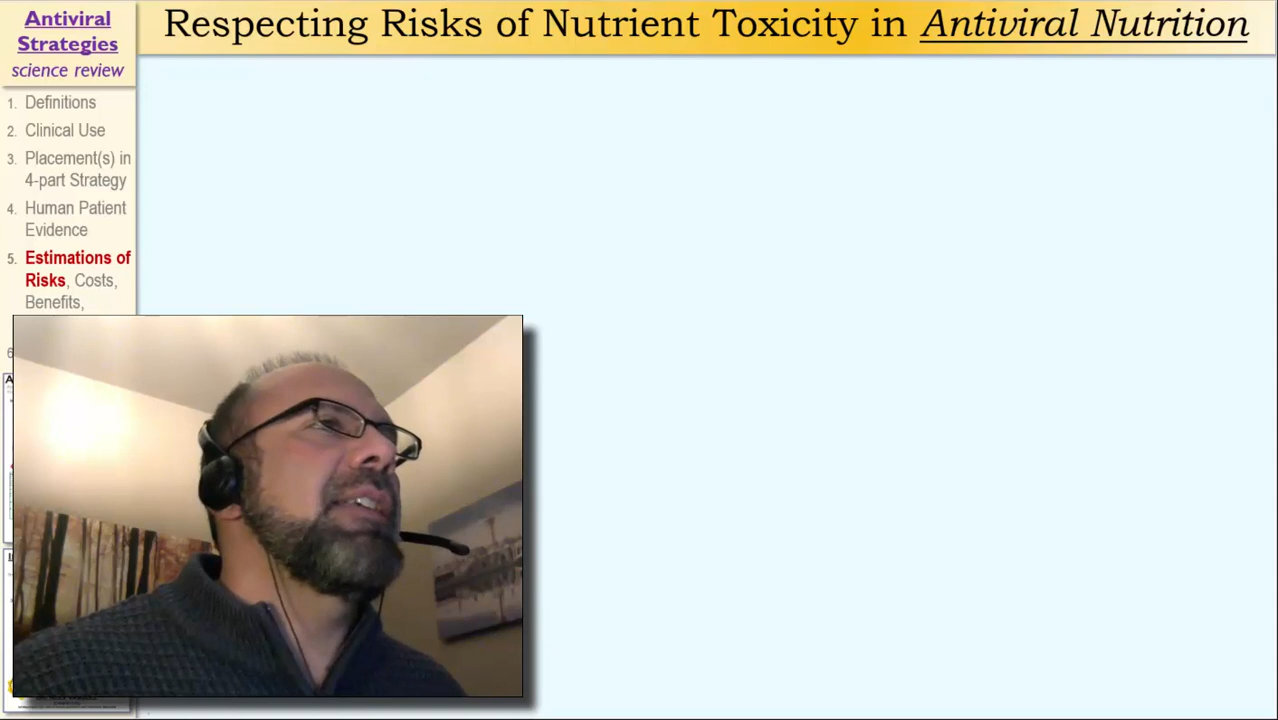 Respecting Risks of Nutrient Toxicity in Antiviral Nutrition
Antiviral
Strategies
science review
1. Definitions
2. Clinical Use
3. Placement(s) in
4-part Strategy
4. Human Patient
Evidence
5. Estimations of
Risks, Costs,
Benefits,
6